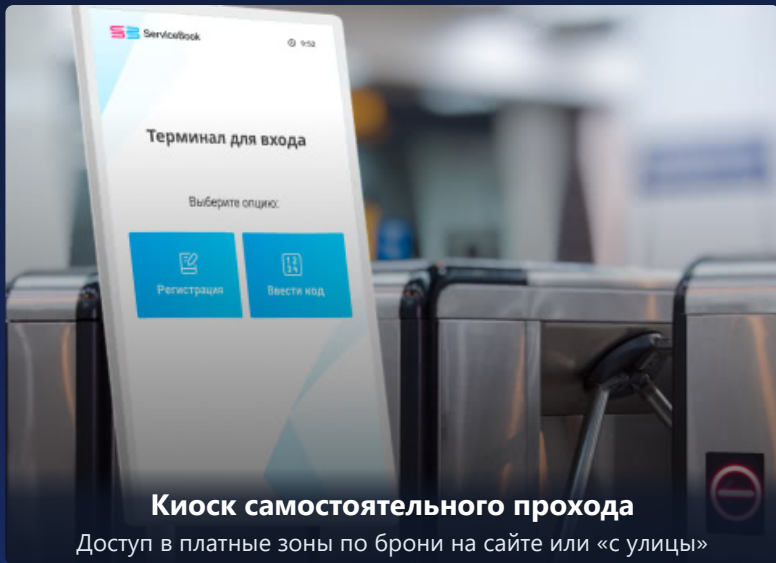 ServiceBook
9:53
Терминал для входа
Выберите опцию:
Регистрация
Ввести код
Киоск самостоятельного прохода
Доступ в платные зоны по брони на сайте или «с улицы»